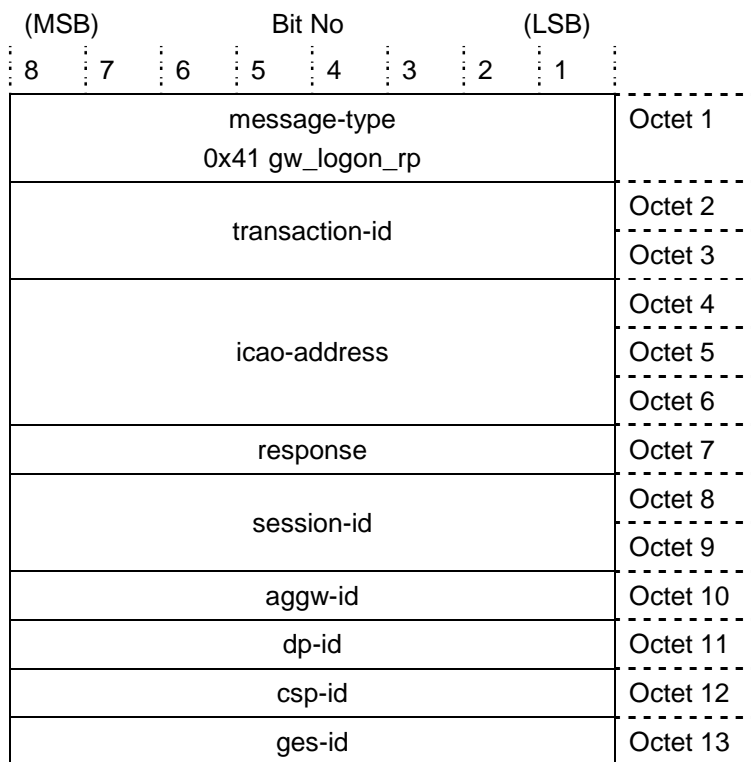 (MSB) Bit No (LSB)
8 7 6 5 4 3 2 1
message-type Octet 1
0x41 gw_logon_rp
Octet 2
transaction-id
Octet 3
Octet 4
icao-address Octet 5
Octet 6
response Octet 7
Octet 8
session-id
Octet 9
aggw-id Octet 10
dp-id Octet 11
csp-id Octet 12
ges-id Octet 13